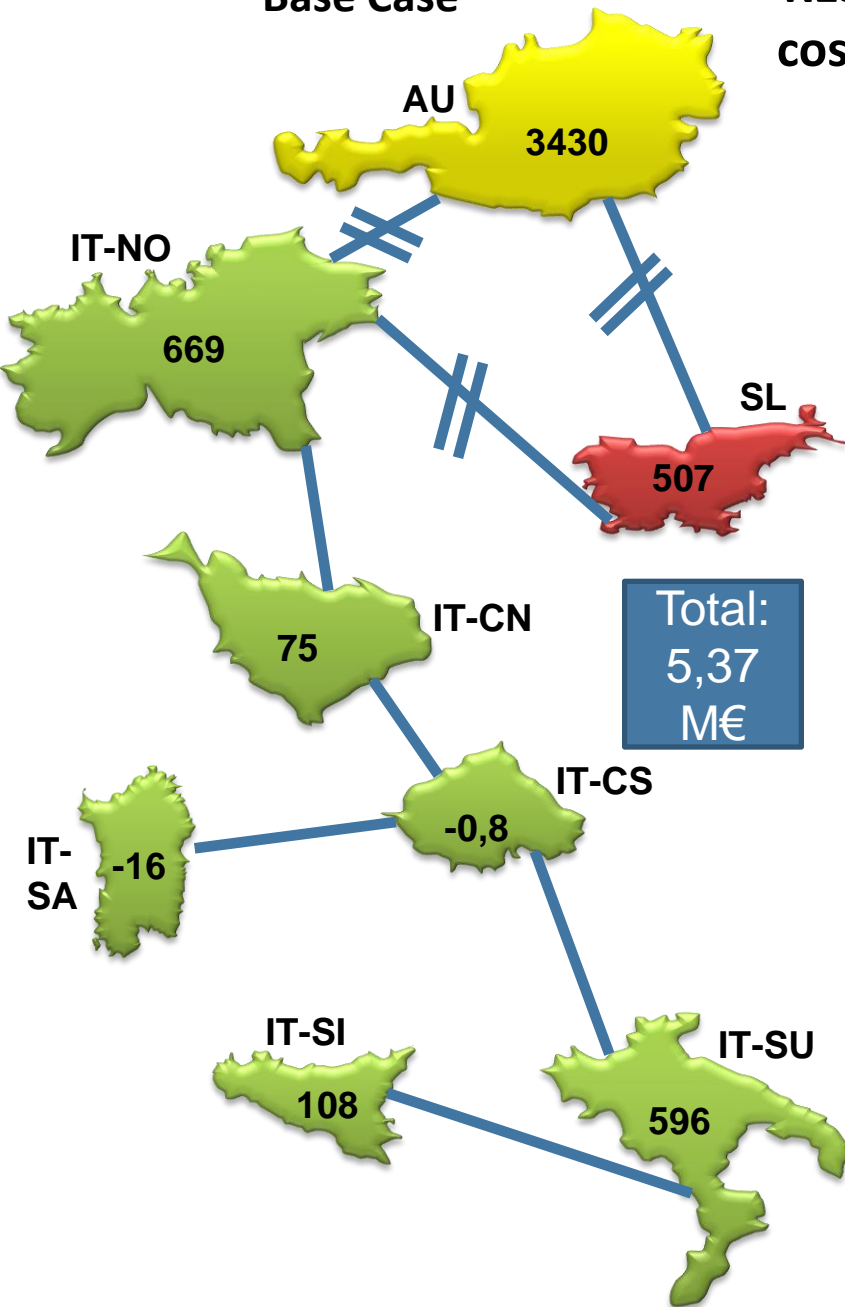 Base Case
cos
AU
3430
IT-NO
669
SL
507
IT-CN
75
Total:
5,37
M€
IT-CS
-0,8
IT-
SA
-16
IT-SI
108
IT-SU
596